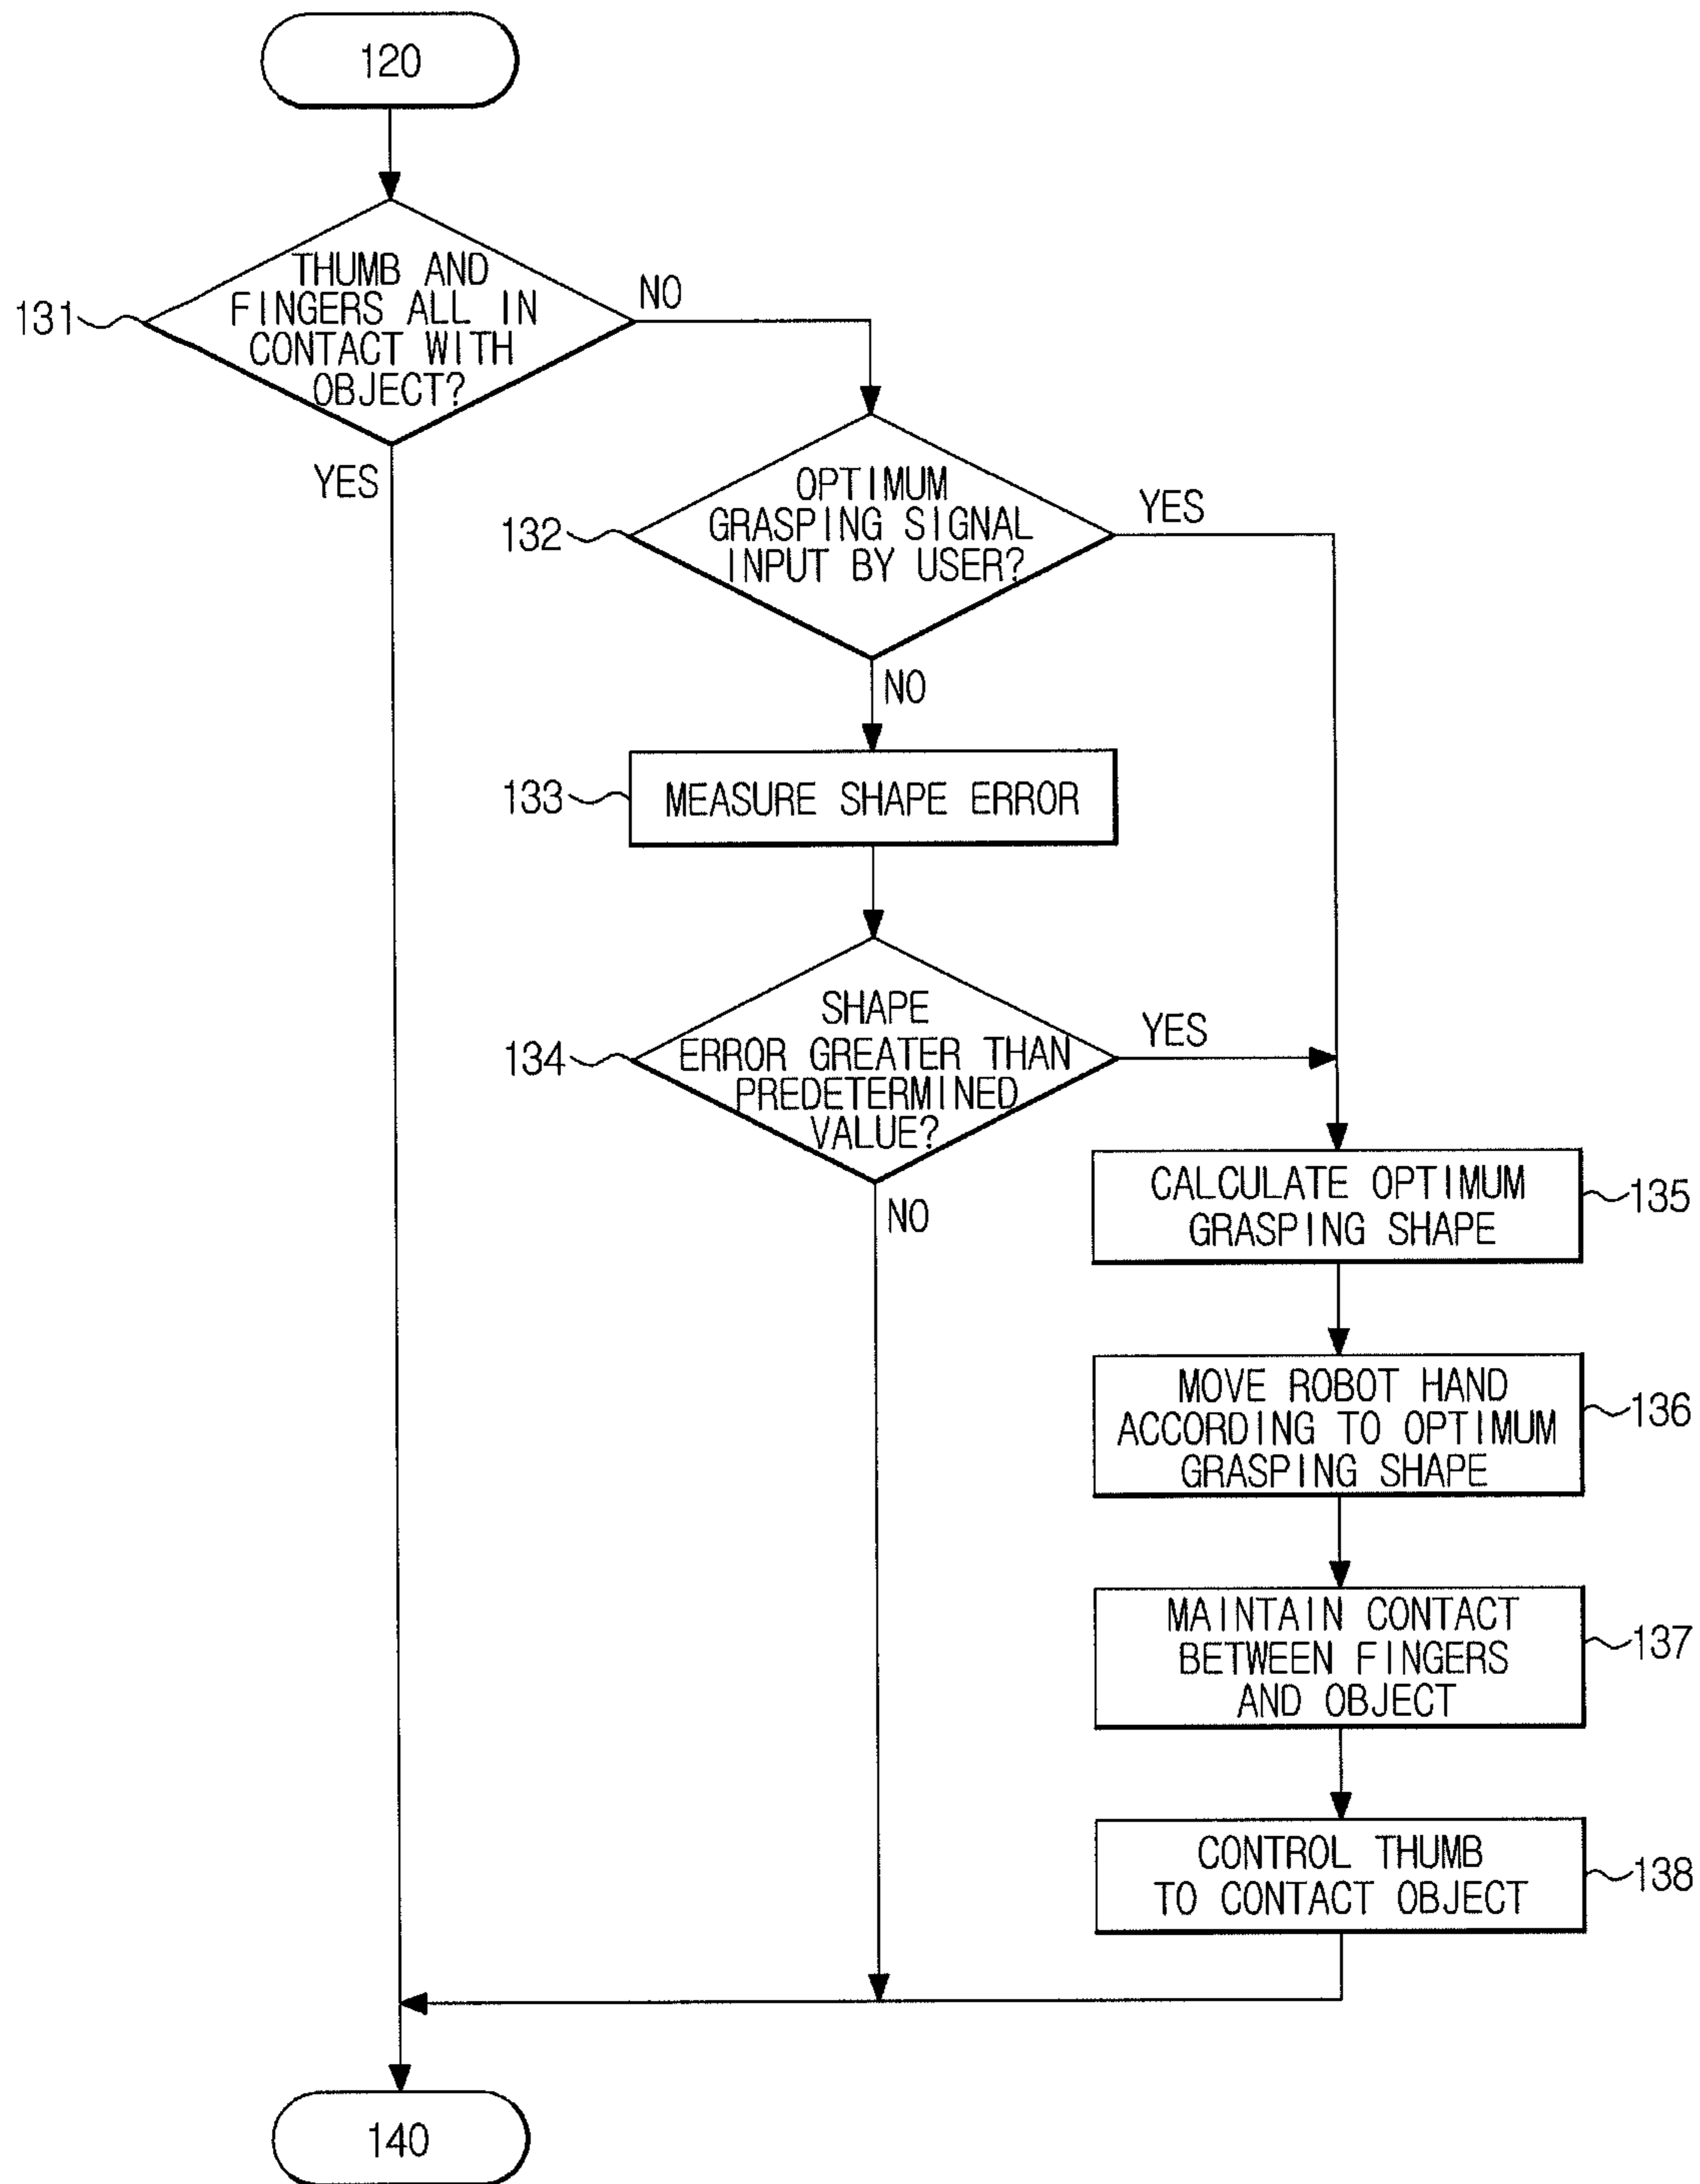 120
THUMB AND
FINGERS ALL IN
CONTACT WITH
OBJECT?
131
NO
YES
OPTIMUM
GRASPING SIGNAL
INPUT BY USER?
132
YES
NO
133
MEASURE SHAPE ERROR
SHAPE
ERROR GREATER THAN
PREDETERMINED
VALUE?
134
YES
NO
CALCULATE OPTIMUM
GRASPING SHAPE
135
MOVE ROBOT HAND
ACCORDING TO OPTIMUM
GRASPING SHAPE
136
MAINTAIN CONTACT
BETWEEN FINGERS
AND OBJECT
137
CONTROL THUMB
TO CONTACT OBJECT
138
140